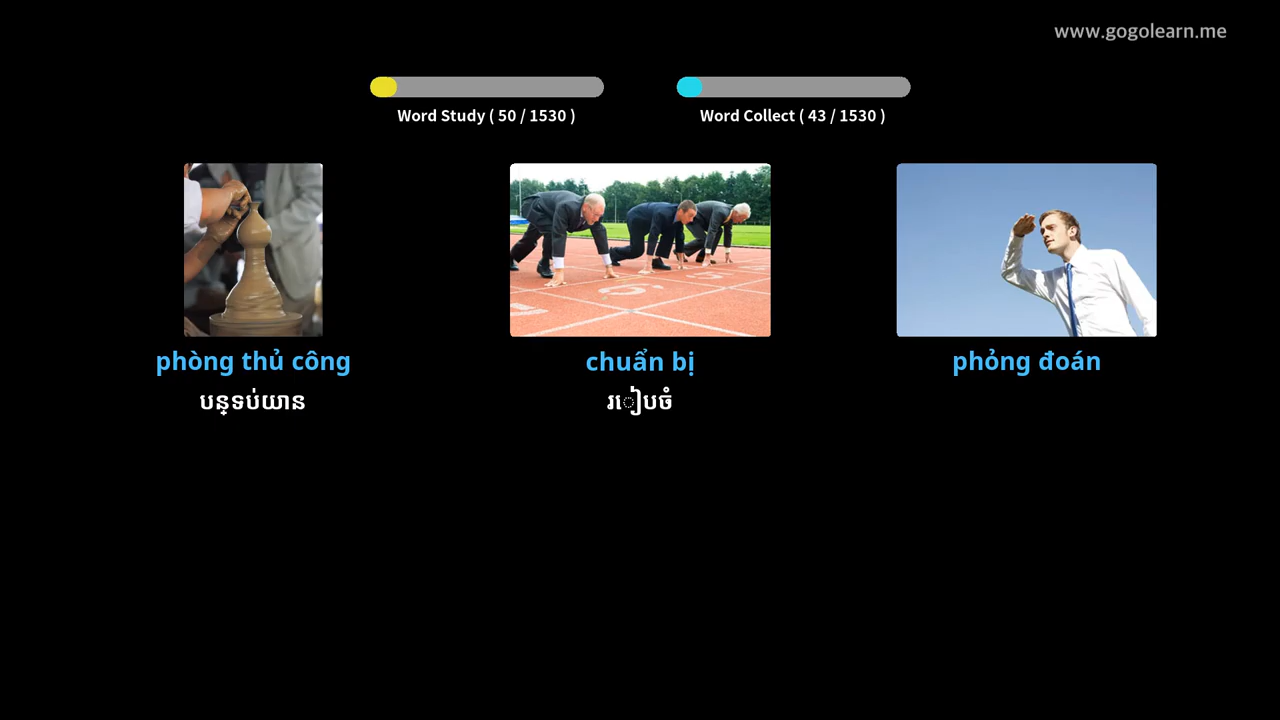 www.gogolearn.me
Word Study ( 50 / 1530 )
Word Collect ( 43 / 1530 )
phòng thủ công
chuẩn bị
phỏng đoán
បន្ទប់យាន
រៀបចំ